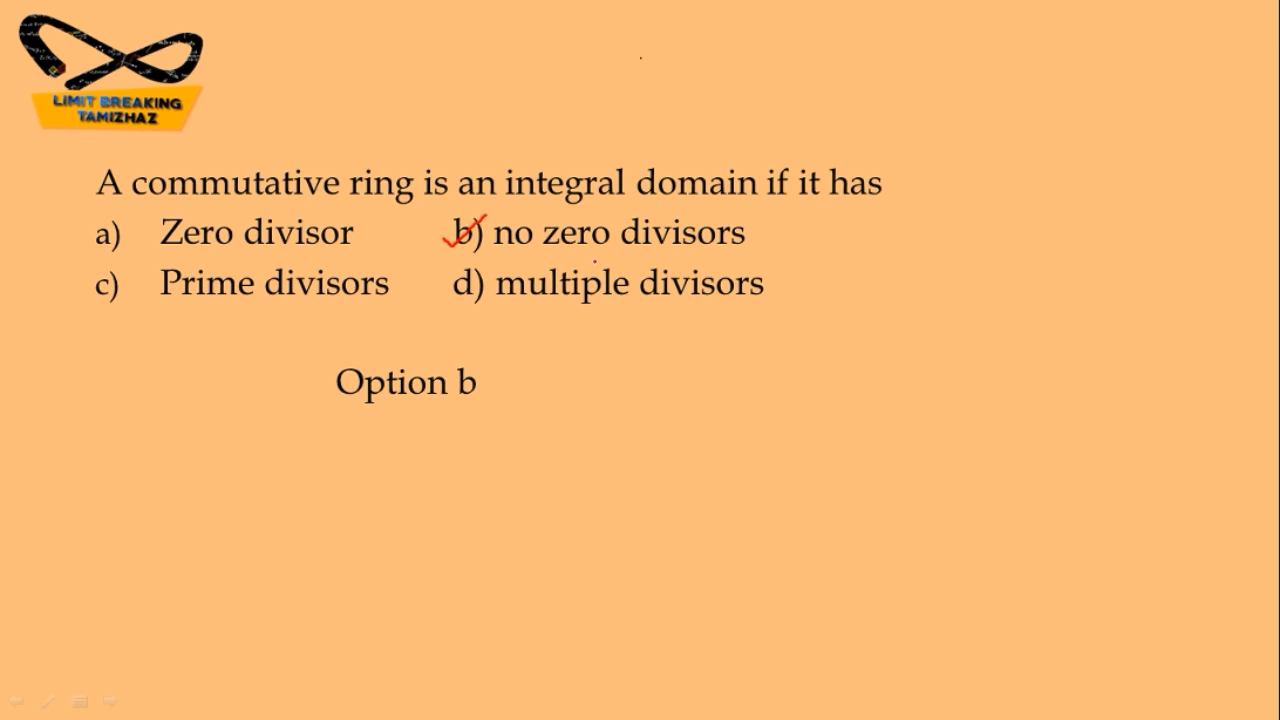 LIMIT BREAKING
TAMIZHAZ
A commutative ring is an integral domain if it has
a) Zero divisor b) no zero divisors
c) Prime divisors d) multiple divisors
Option b